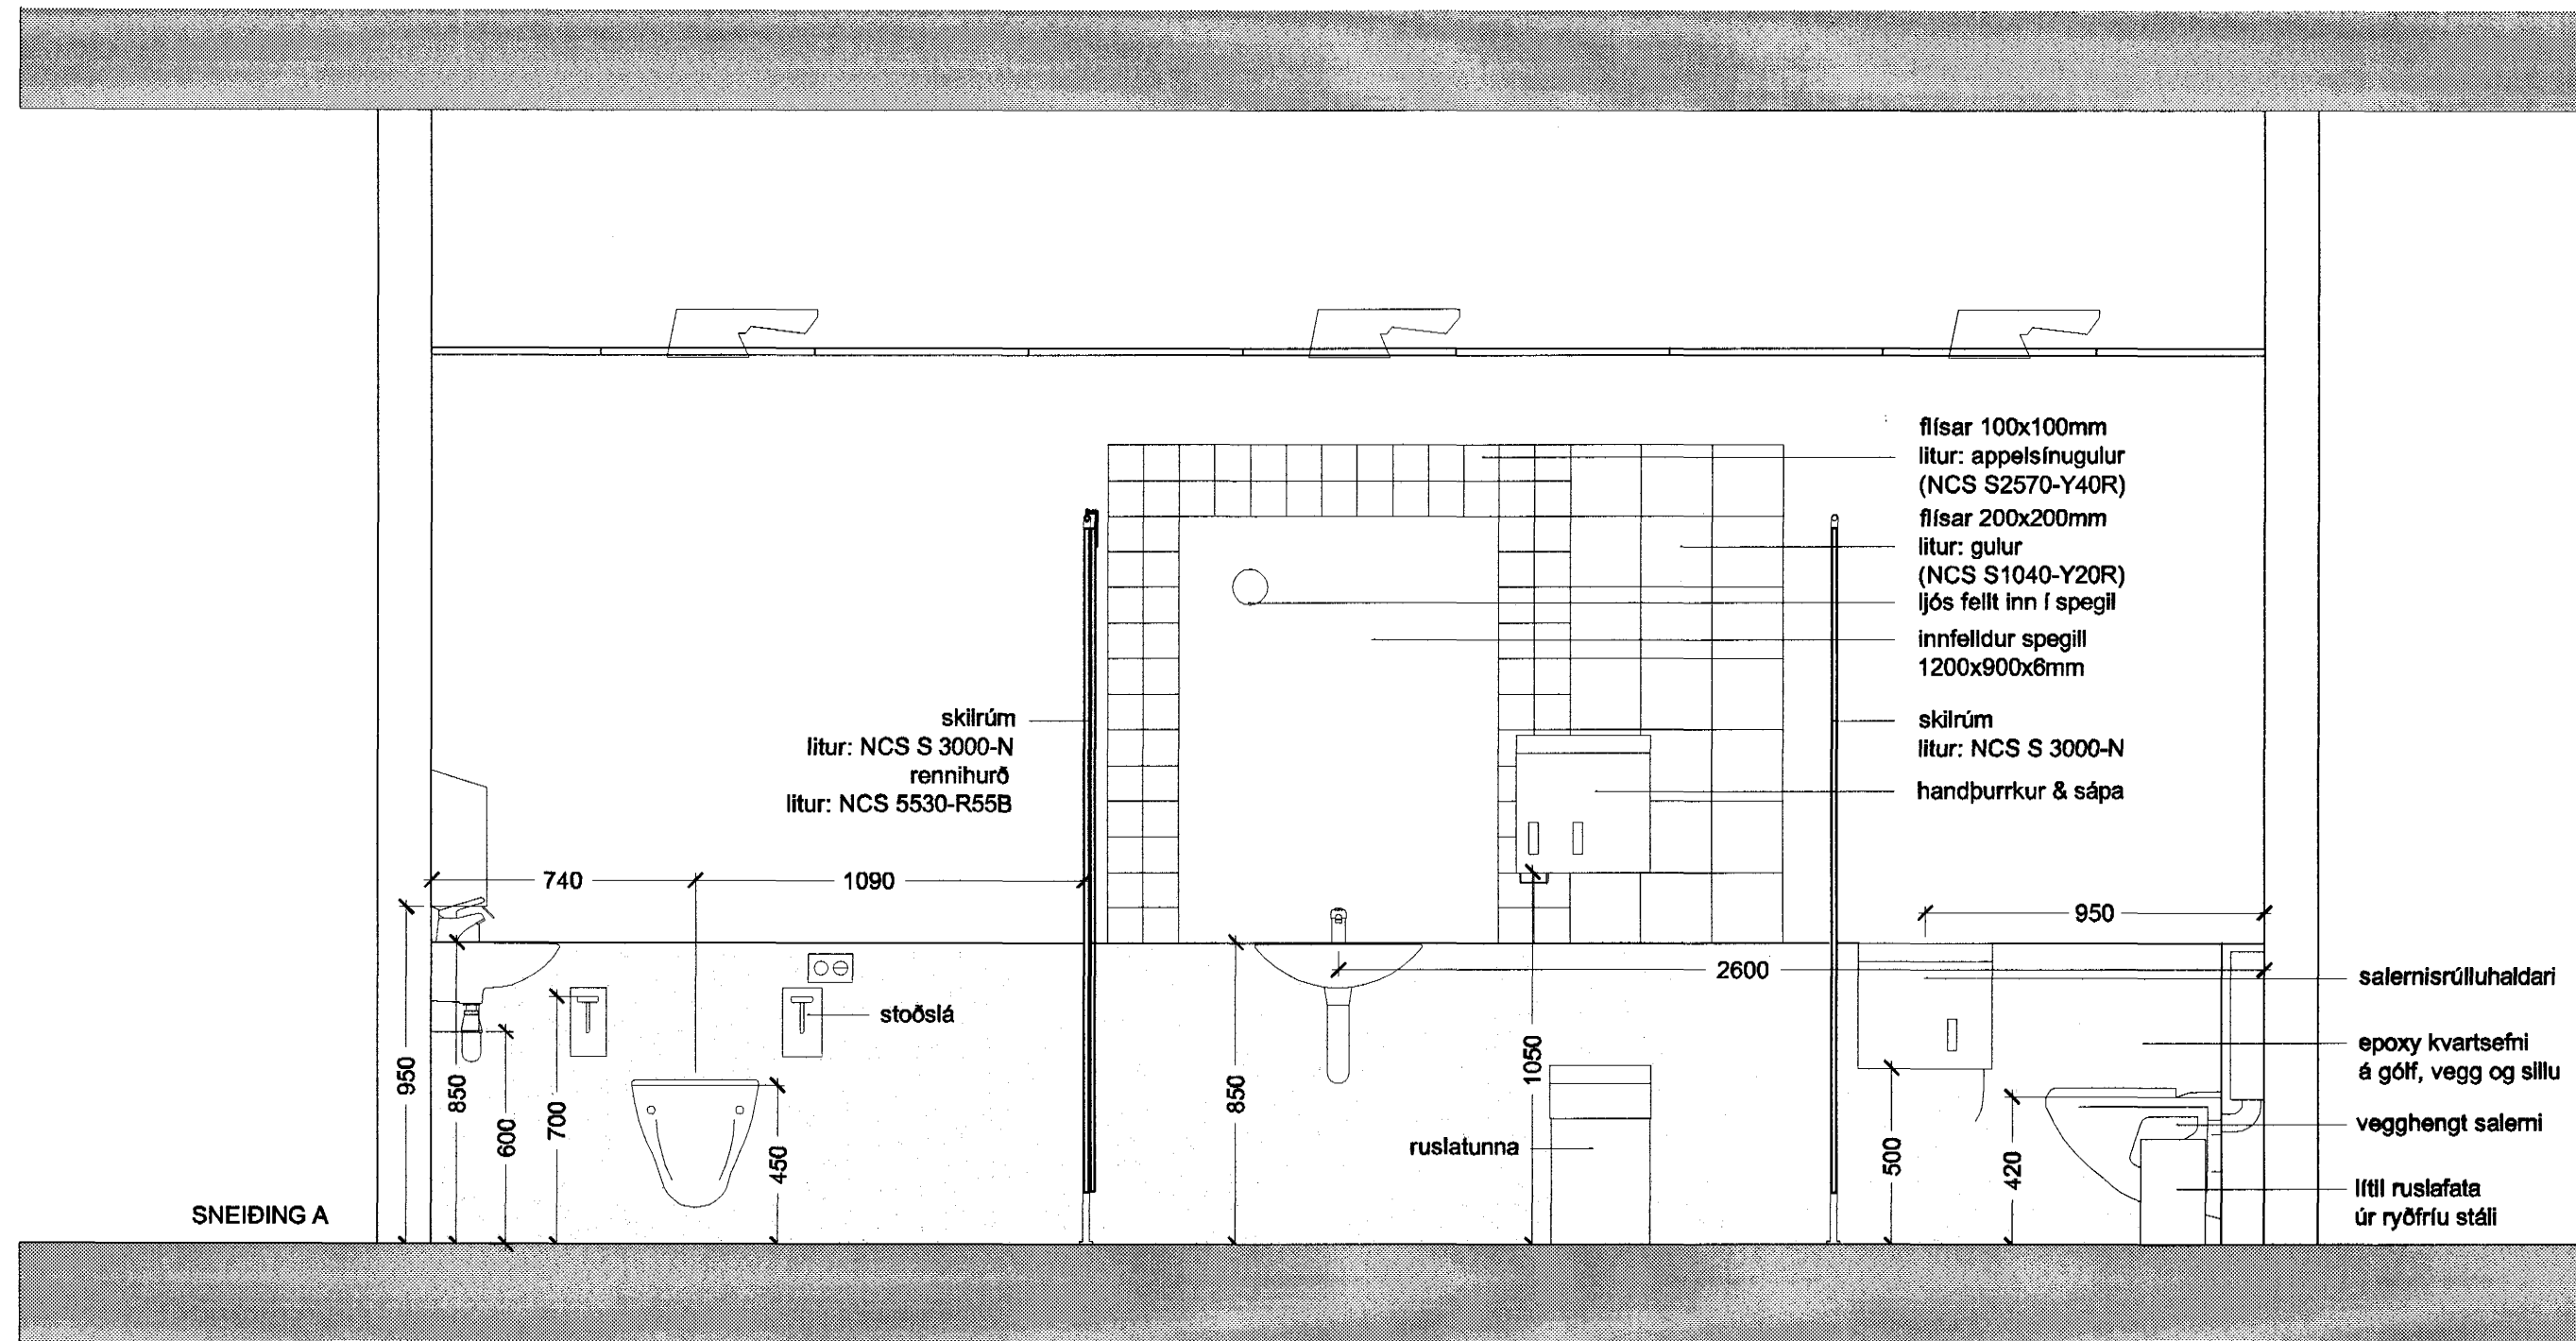 flísar 100x100mm
litur: appelsínugulur
(NCS S2570-Y40R)
flísar 200x200mm
litur: gulur
(NCS S1040-Y20R)
ljós fellt inn í spegil
innfelldur spegill
1200x900x6mm
skilrúm
litur: NCS S 3000-N
rennihurð
litur: NCS 5530-R55B
skilrúm
litur: NCS S 3000-N
handþurrkur & sápa
740
1090
950
2600
salernisrúlluhaldari
stoðslá
epoxy kvartsefni
á gólf, vegg og sillu
950
850
600
700
450
850
1050
500
420
vegghengt salerni
ruslatunna
lítil ruslafata
úr ryðfríu stáli
SNEIÐING A